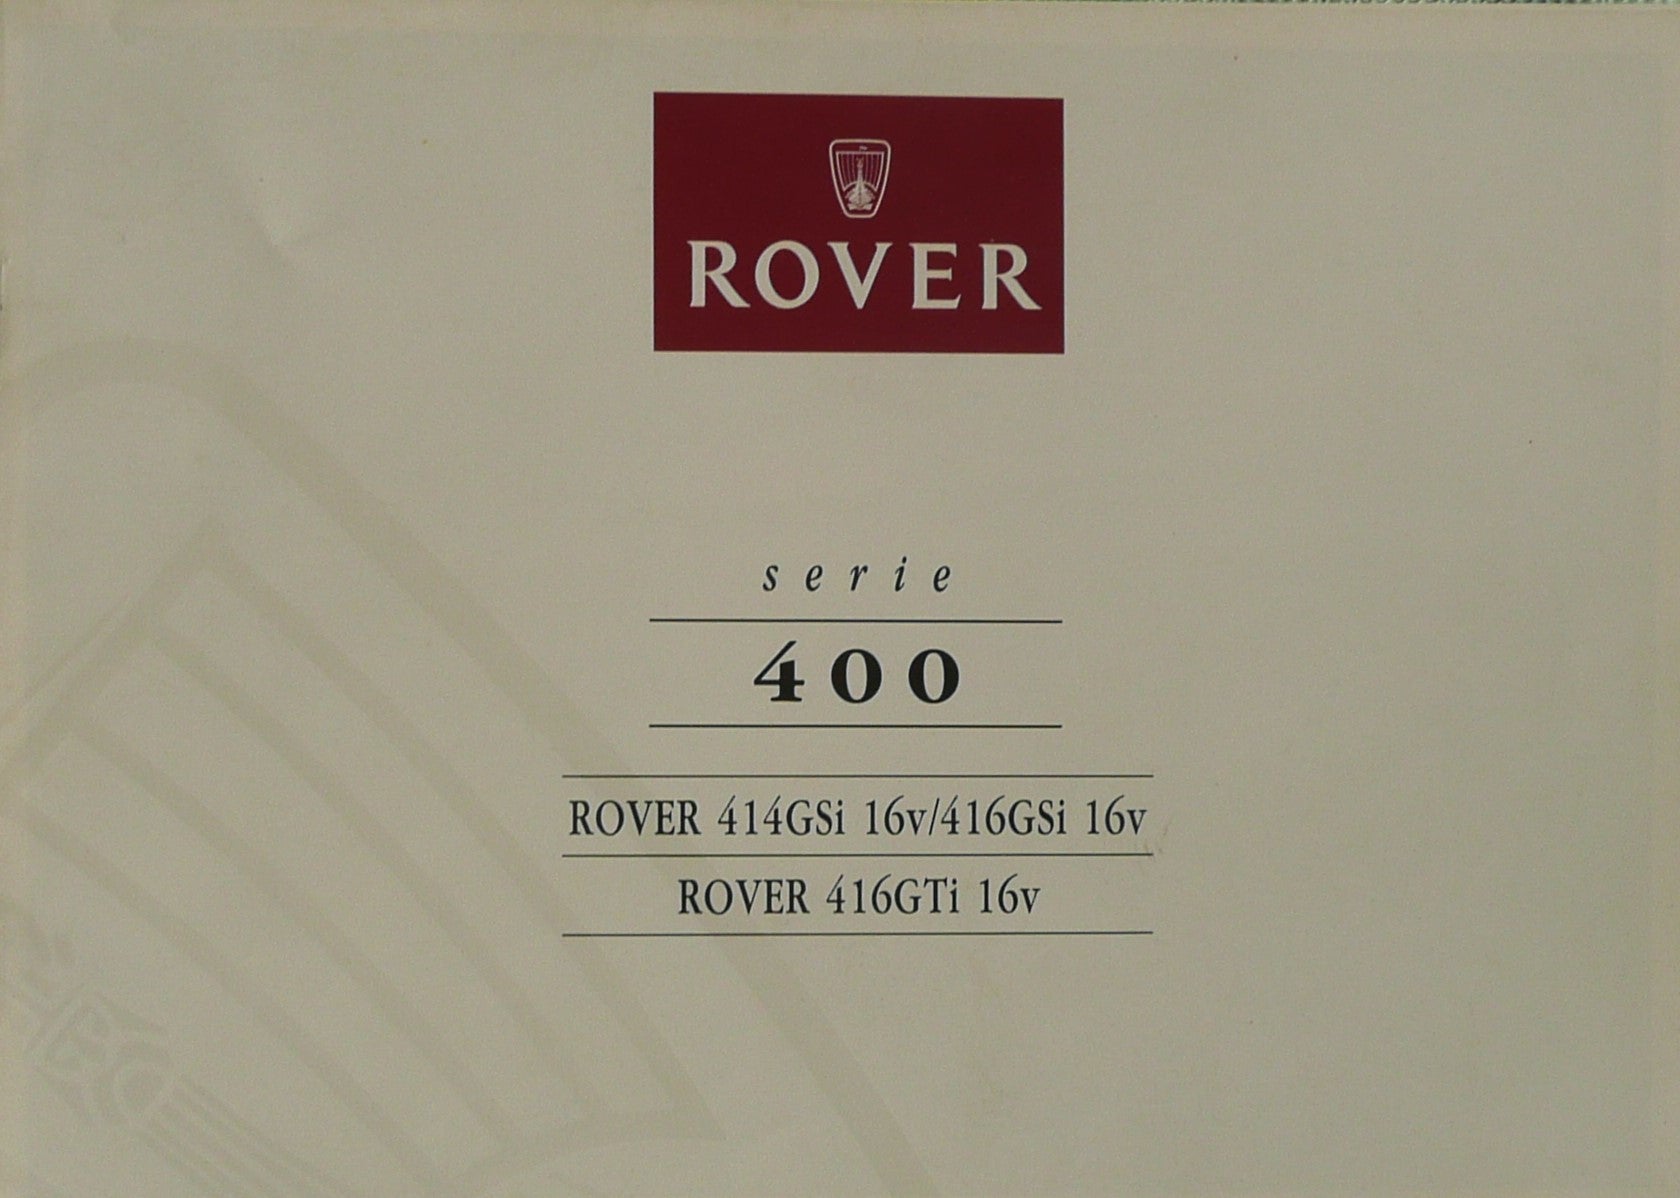 ROVER
serie
400
ROVER 414GSi 16v/416GSi 16v
ROVER 416GTi 16v